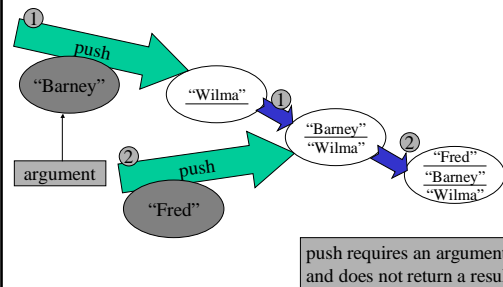 1
push
“Barney”
“Wilma”
1
“Barney”
“Wilma”
2
“Fred”
“Barney”
“Wilma”
argument
2
push
“Fred”
push requires an argument
and does not return a